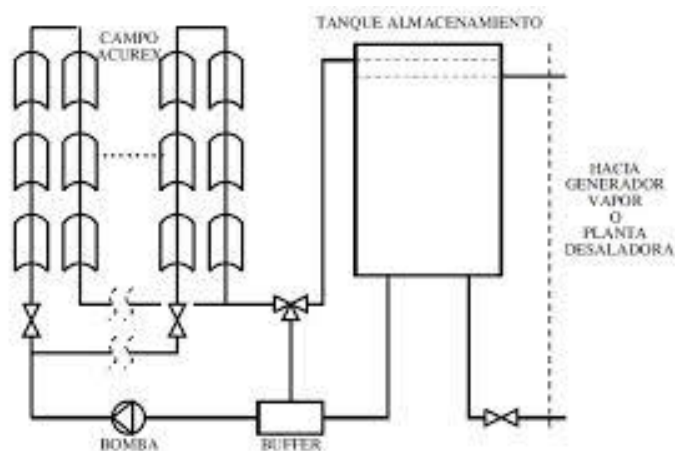 TANQUE ALMACENAMIENTO
CAMPO
ACUREX
HACIA
GENERADOR
VAPOR
O
PLANTA
DESALADORA
BOMBA
BUFFER